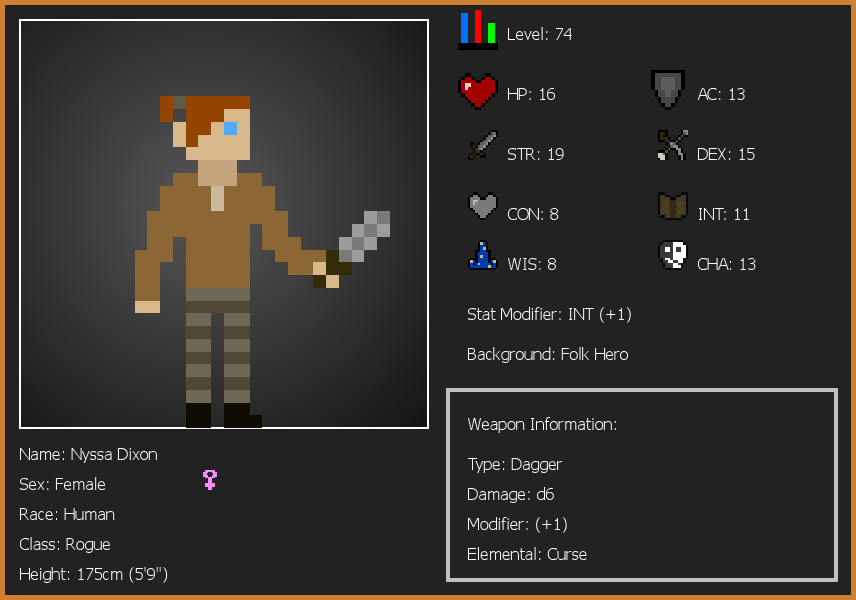 Level: 74
HP: 16
AC: 13
STR: 19
DEX: 15
CON: 8
INT: 11
WIS: 8
CHA: 13
Stat Modifier: INT (+1)
Background: Folk Hero
Weapon Information:
Type: Dagger
Damage: d6
Modifier: (+1)
Elemental: Curse
Name: Nyssa Dixon
Sex: Female
Race: Human
Class: Rogue
Height: 175cm (5'9")